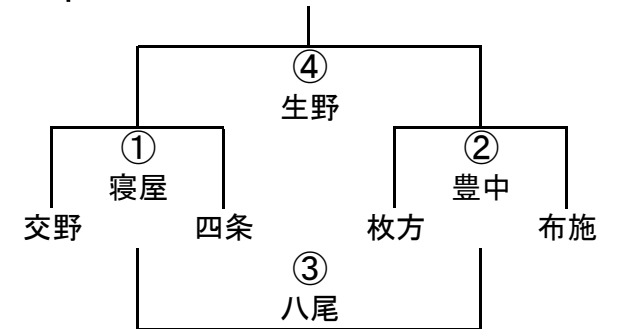 ④
生野
① ②
寝屋 豊中
交野 四条 枚方 布施
③
八尾